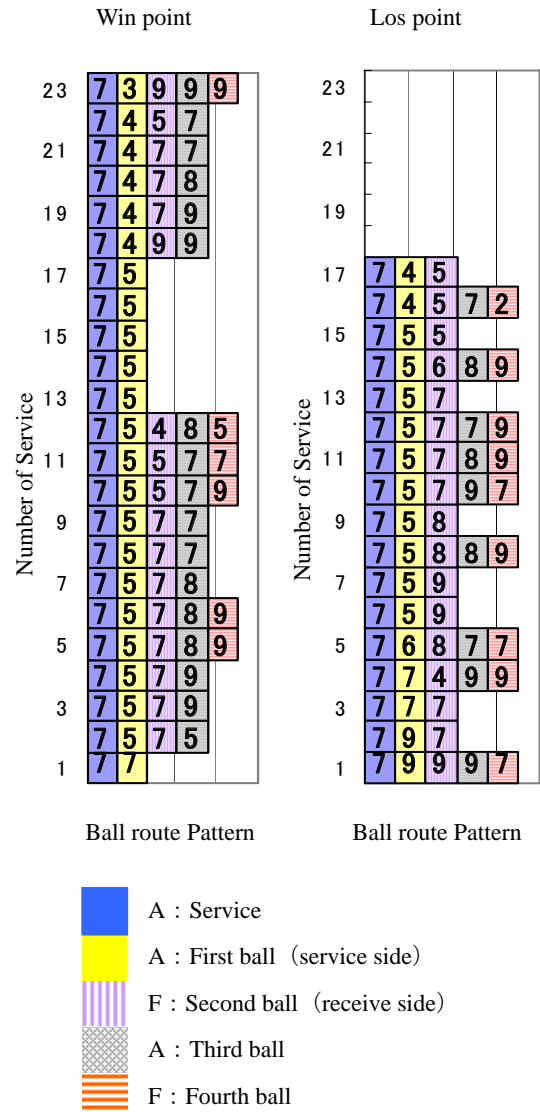 Win point
Number of Service
23 7 3 9 9 9
7 4 5 7
21 7 4 7 7
7 4 7 8
19 7 4 7 9
7 4 9 9
17 7 5
7 5
15 7 5
7 5
13 7 5
7 5 4 8 5
11 7 5 5 7 7
7 5 5 7 9
9 7 5 7 7
7 5 7 7
7 7 5 7 8
7 5 7 8 9
5 7 5 7 8 9
7 5 7 9
3 7 5 7 9
7 5 7 5
1 7 7
Ball route Pattern
Los point
Number of Service
23
21
19
17 7 4 5
7 4 5 7 2
15 7 5 5
7 5 6 8 9
13 7 5 7
7 5 7 7 9
11 7 5 7 8 9
7 5 7 9 7
9 7 5 8
7 5 8 8 9
7 7 5 9
7 5 9
5 7 6 8 7 7
7 7 4 9 9
3 7 7 7
7 9 7
1 7 9 9 9 7
Ball route Pattern
A：Service
A：First ball（service side）
F：Second ball（receive side）
A：Third ball
F：Fourth ball